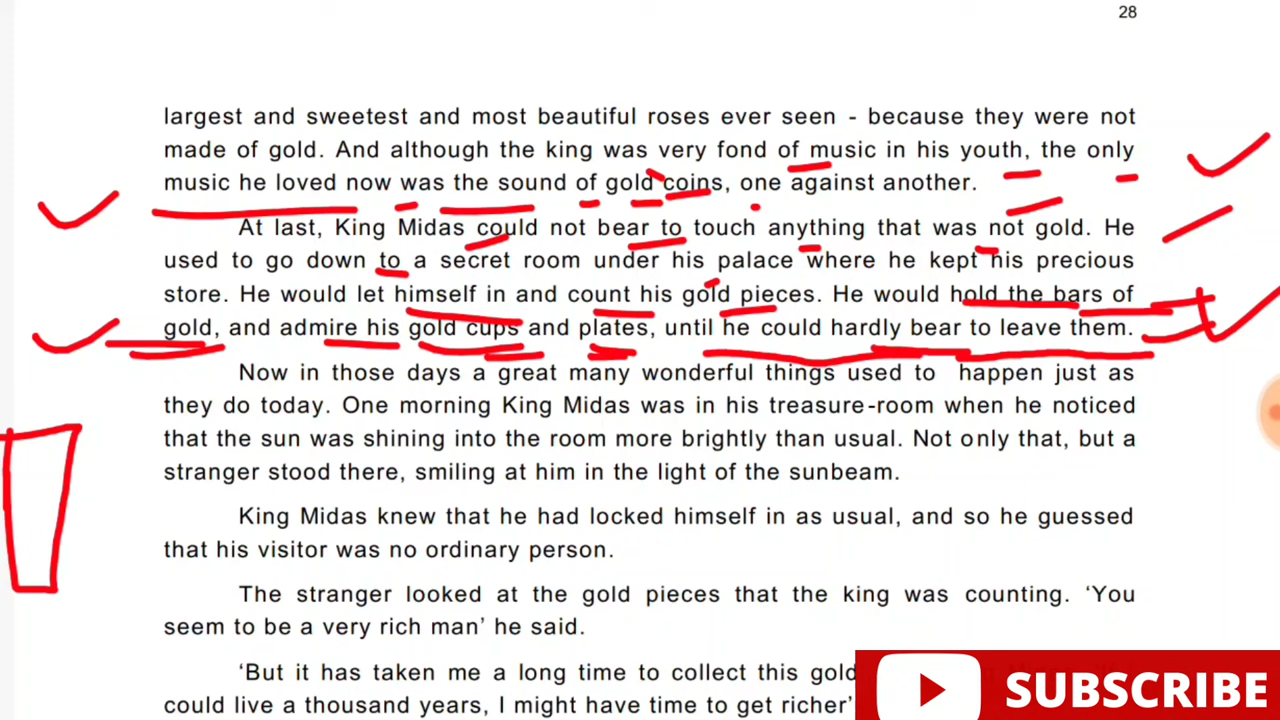 28
largest and sweetest and most beautiful roses ever seen - because they were not
made of gold. And although the king was very fond of music in his youth, the only
music he loved now was the sound of gold coins, one against another.
At last, King Midas could not bear to touch anything that was not gold. He
used to go down to a secret room under his palace where he kept his precious
store. He would let himself in and count his gold pieces. He would hold the bars of
gold, and admire his gold cups and plates, until he could hardly bear to leave them.
Now in those days a great many wonderful things used to happen just as
they do today. One morning King Midas was in his treasure-room when he noticed
that the sun was shining into the room more brightly than usual. Not only that, but a
stranger stood there, smiling at him in the light of the sunbeam.
King Midas knew that he had locked himself in as usual, and so he guessed
that his visitor was no ordinary person.
The stranger looked at the gold pieces that the king was counting. ‘You
seem to be a very rich man’ he said.
‘But it has taken me a long time to collect this gold
could live a thousand years, I might have time to get richer’
SUBSCRIBE